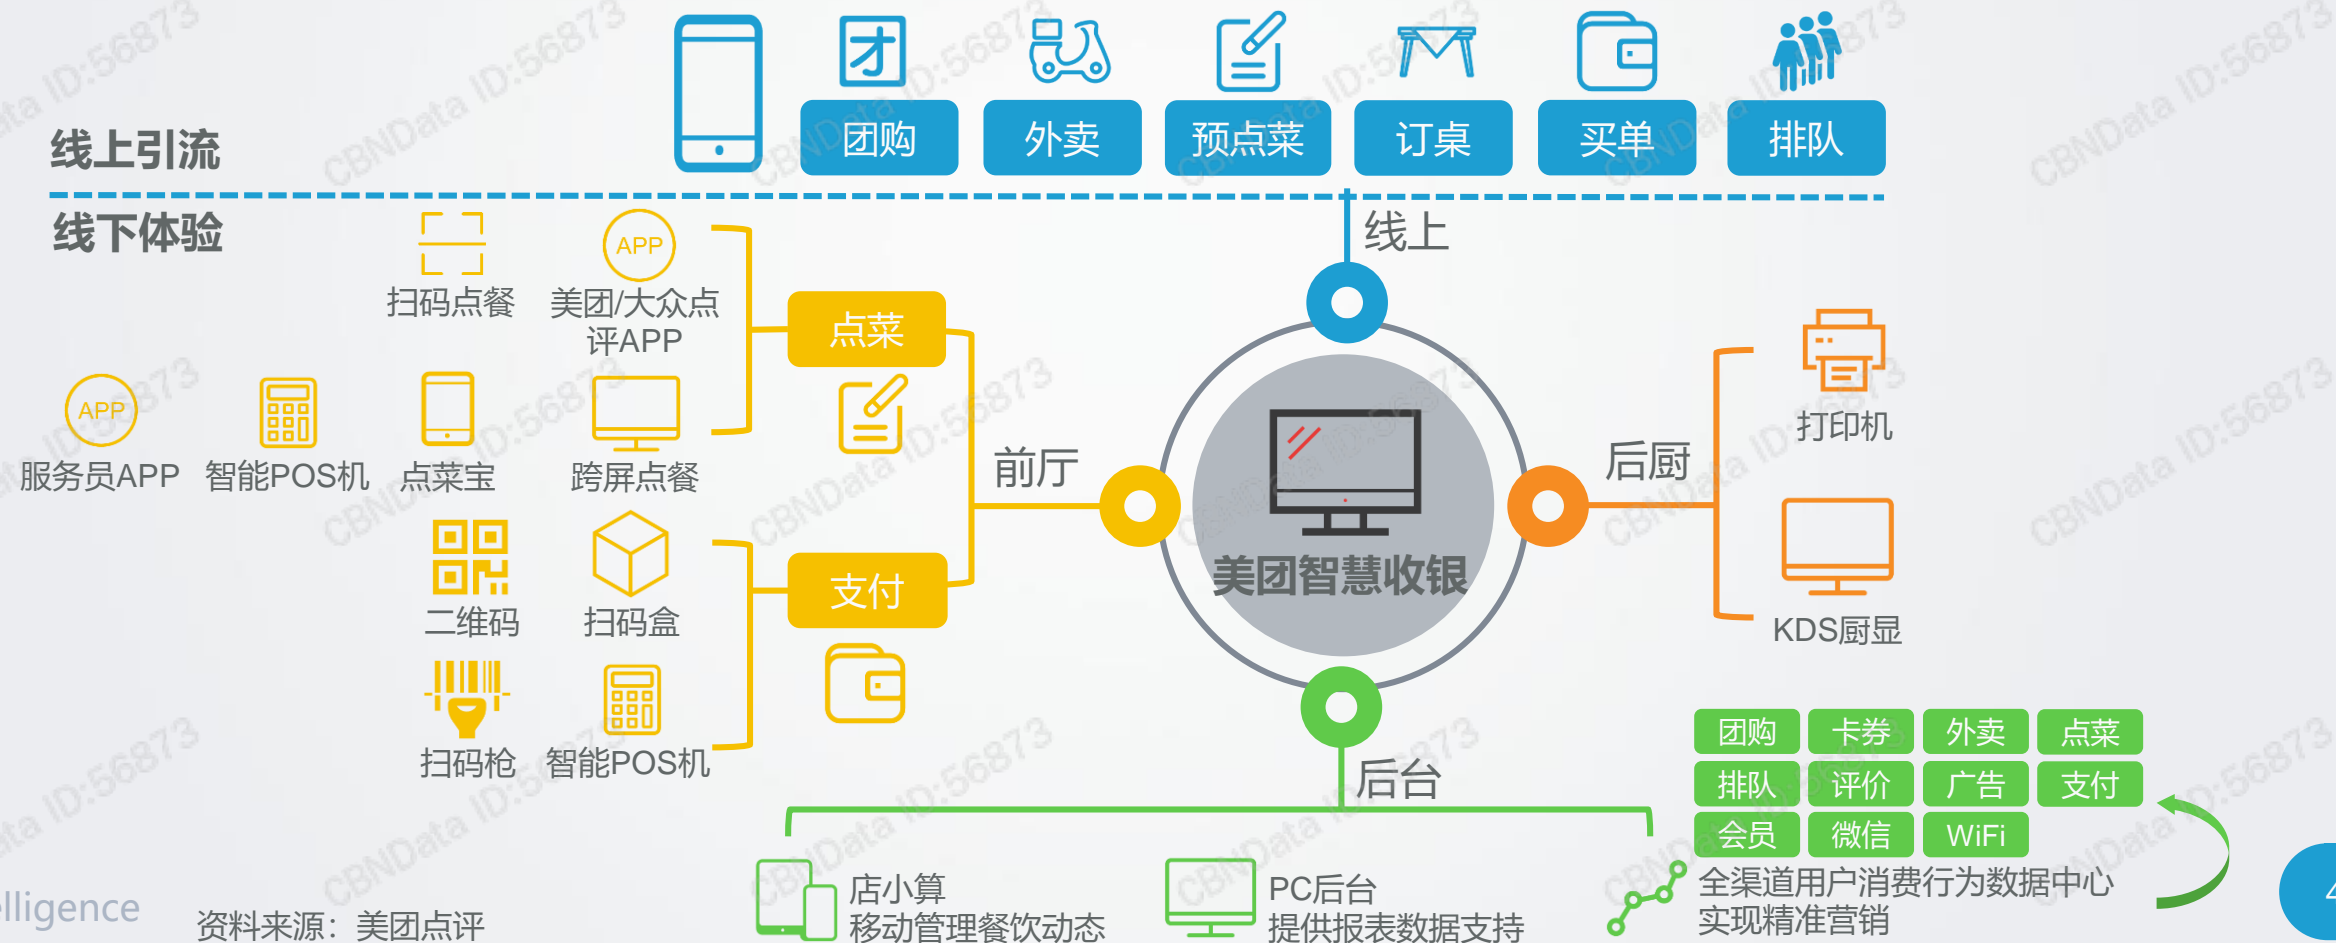 团购
外卖
预点菜
订桌
买单
排队
线上引流
线下体验
线上
扫码点餐
APP
美团/大众点
评APP
点菜
APP
服务员APP
智能POS机
点菜宝
跨屏点餐
前厅
二维码
扫码盒
支付
扫码枪
智能POS机
美团智慧收银
后厨
打印机
KDS厨显
后台
团购
卡券
外卖
点菜
排队
评价
广告
支付
会员
微信
WiFi
店小算
移动管理餐饮动态
PC后台
提供报表数据支持
全渠道用户消费行为数据中心
实现精准营销
elligence
资料来源：美团点评
4
CBNData ID:56873